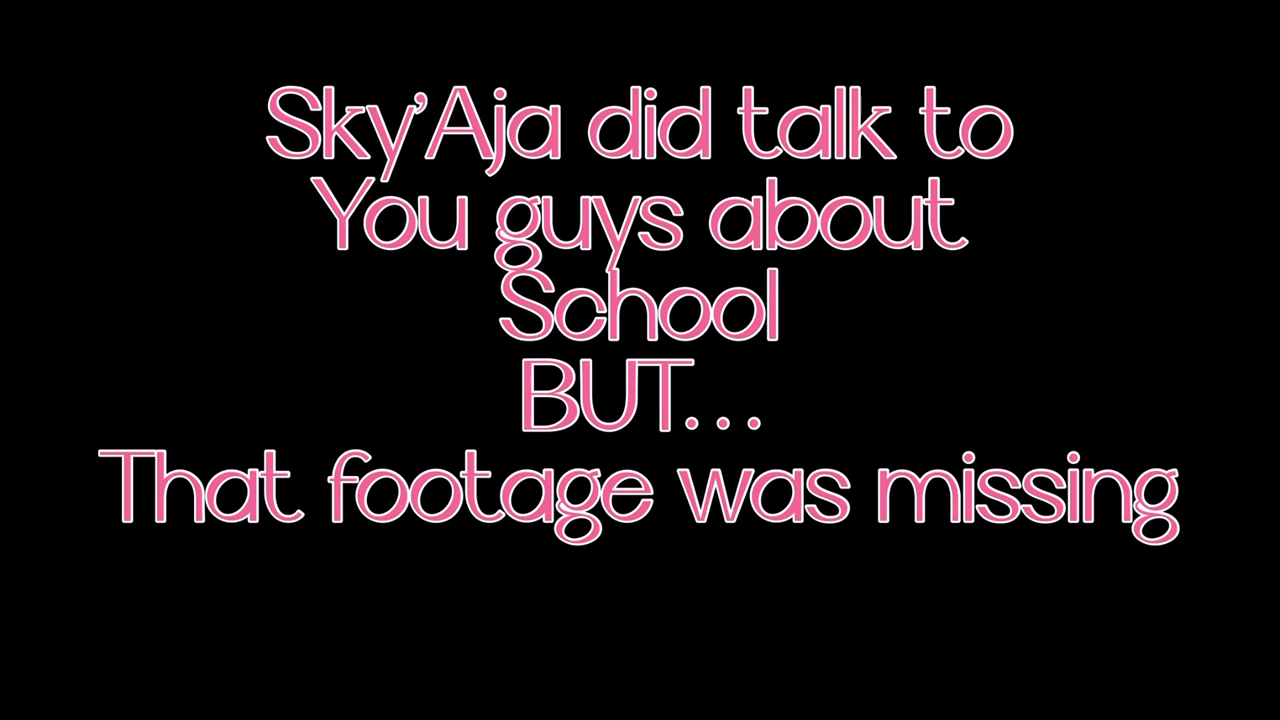 Sky'Aja did talk to
You guys about
School
BUT...
That footage was missing